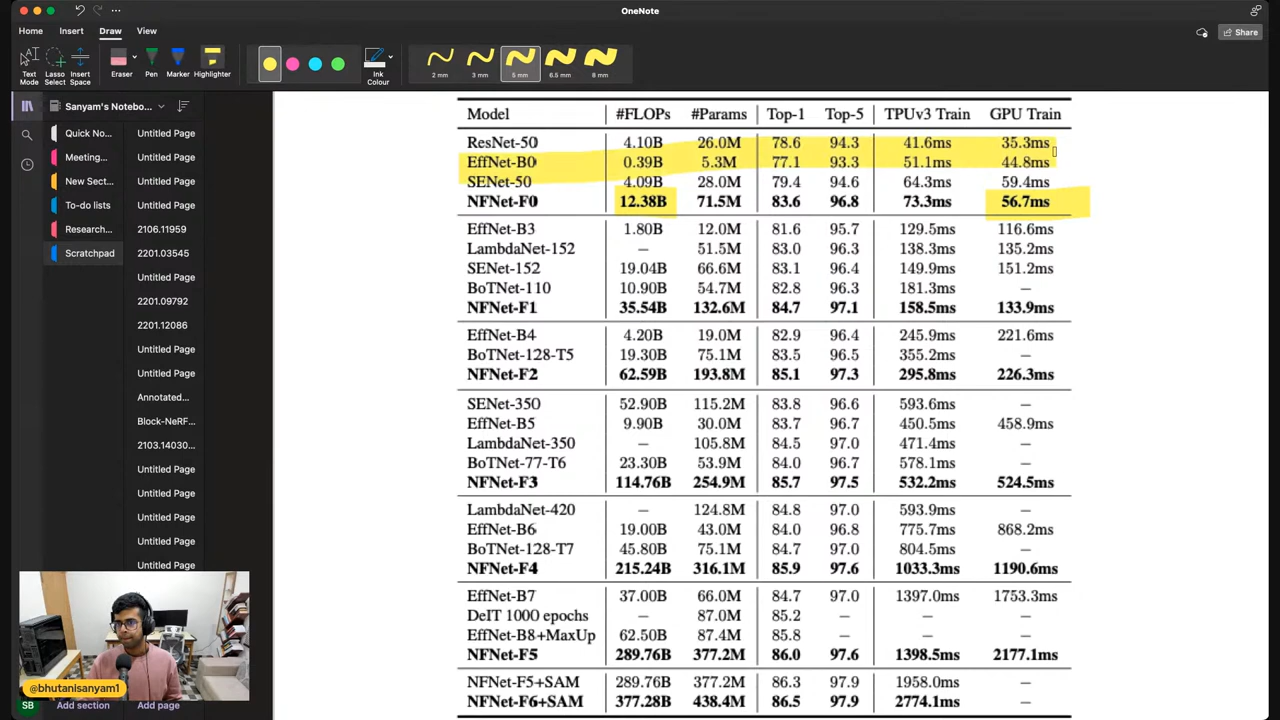 OneNote
Home Insert Draw View
Share
Text Mode
Lasso Select
Insert Space
Eraser
Pen
Marker
Highlighter
Ink Colour
2 mm
3 mm
5 mm
6.5 mm
8 mm
Sanyam's Notebo...
Quick No...
Meeting...
New Sect...
To-do lists
Research...
Scratchpad
Untitled Page
Untitled Page
Untitled Page
Untitled Page
2106.11959
2201.03545
Untitled Page
2201.09792
2201.12086
Untitled Page
Untitled Page
Annotated...
Block-NeRF...
2103.14030...
Untitled Page
Untitled Page
Untitled Page
Untitled Page
Untitled Page
Model #FLOPs #Params Top-1 Top-5 TPUv3 Train GPU Train
ResNet-50 4.10B 26.0M 78.6 94.3 41.6ms 35.3ms
EffNet-B0 0.39B 5.3M 77.1 93.3 51.1ms 44.8ms
SENet-50 4.09B 28.0M 79.4 94.6 64.3ms 59.4ms
NFNet-F0 12.38B 71.5M 83.6 96.8 73.3ms 56.7ms
EffNet-B3 1.80B 12.0M 81.6 95.7 129.5ms 116.6ms
LambdaNet-152 — 51.5M 83.0 96.3 138.3ms 135.2ms
SENet-152 19.04B 66.6M 83.1 96.4 149.9ms 151.2ms
BoTNet-110 10.90B 54.7M 82.8 96.3 181.3ms —
NFNet-F1 35.54B 132.6M 84.7 97.1 158.5ms 133.9ms
EffNet-B4 4.20B 19.0M 82.9 96.4 245.9ms 221.6ms
BoTNet-128-T5 19.30B 75.1M 83.5 96.5 355.2ms —
NFNet-F2 62.59B 193.8M 85.1 97.3 295.8ms 226.3ms
SENet-350 52.90B 115.2M 83.8 96.6 593.6ms —
EffNet-B5 9.90B 30.0M 83.7 96.7 450.5ms 458.9ms
LambdaNet-350 — 105.8M 84.5 97.0 471.4ms —
BoTNet-77-T6 23.30B 53.9M 84.0 96.7 578.1ms —
NFNet-F3 114.76B 254.9M 85.7 97.5 532.2ms 524.5ms
LambdaNet-420 — 124.8M 84.8 97.0 593.9ms —
EffNet-B6 19.00B 43.0M 84.0 96.8 775.7ms 868.2ms
BoTNet-128-T7 45.80B 75.1M 84.7 97.0 804.5ms —
NFNet-F4 215.24B 316.1M 85.9 97.6 1033.3ms 1190.6ms
EffNet-B7 37.00B 66.0M 84.7 97.0 1397.0ms 1753.3ms
DeIT 1000 epochs — 87.0M 85.2 — — —
EffNet-B8+MaxUp 62.50B 87.4M 85.8 — — —
NFNet-F5 289.76B 377.2M 86.0 97.6 1398.5ms 2177.1ms
NFNet-F5+SAM 289.76B 377.2M 86.3 97.9 1958.0ms —
NFNet-F6+SAM 377.28B 438.4M 86.5 97.9 2774.1ms —
@bhutanisanyam1
SB Add section Add page